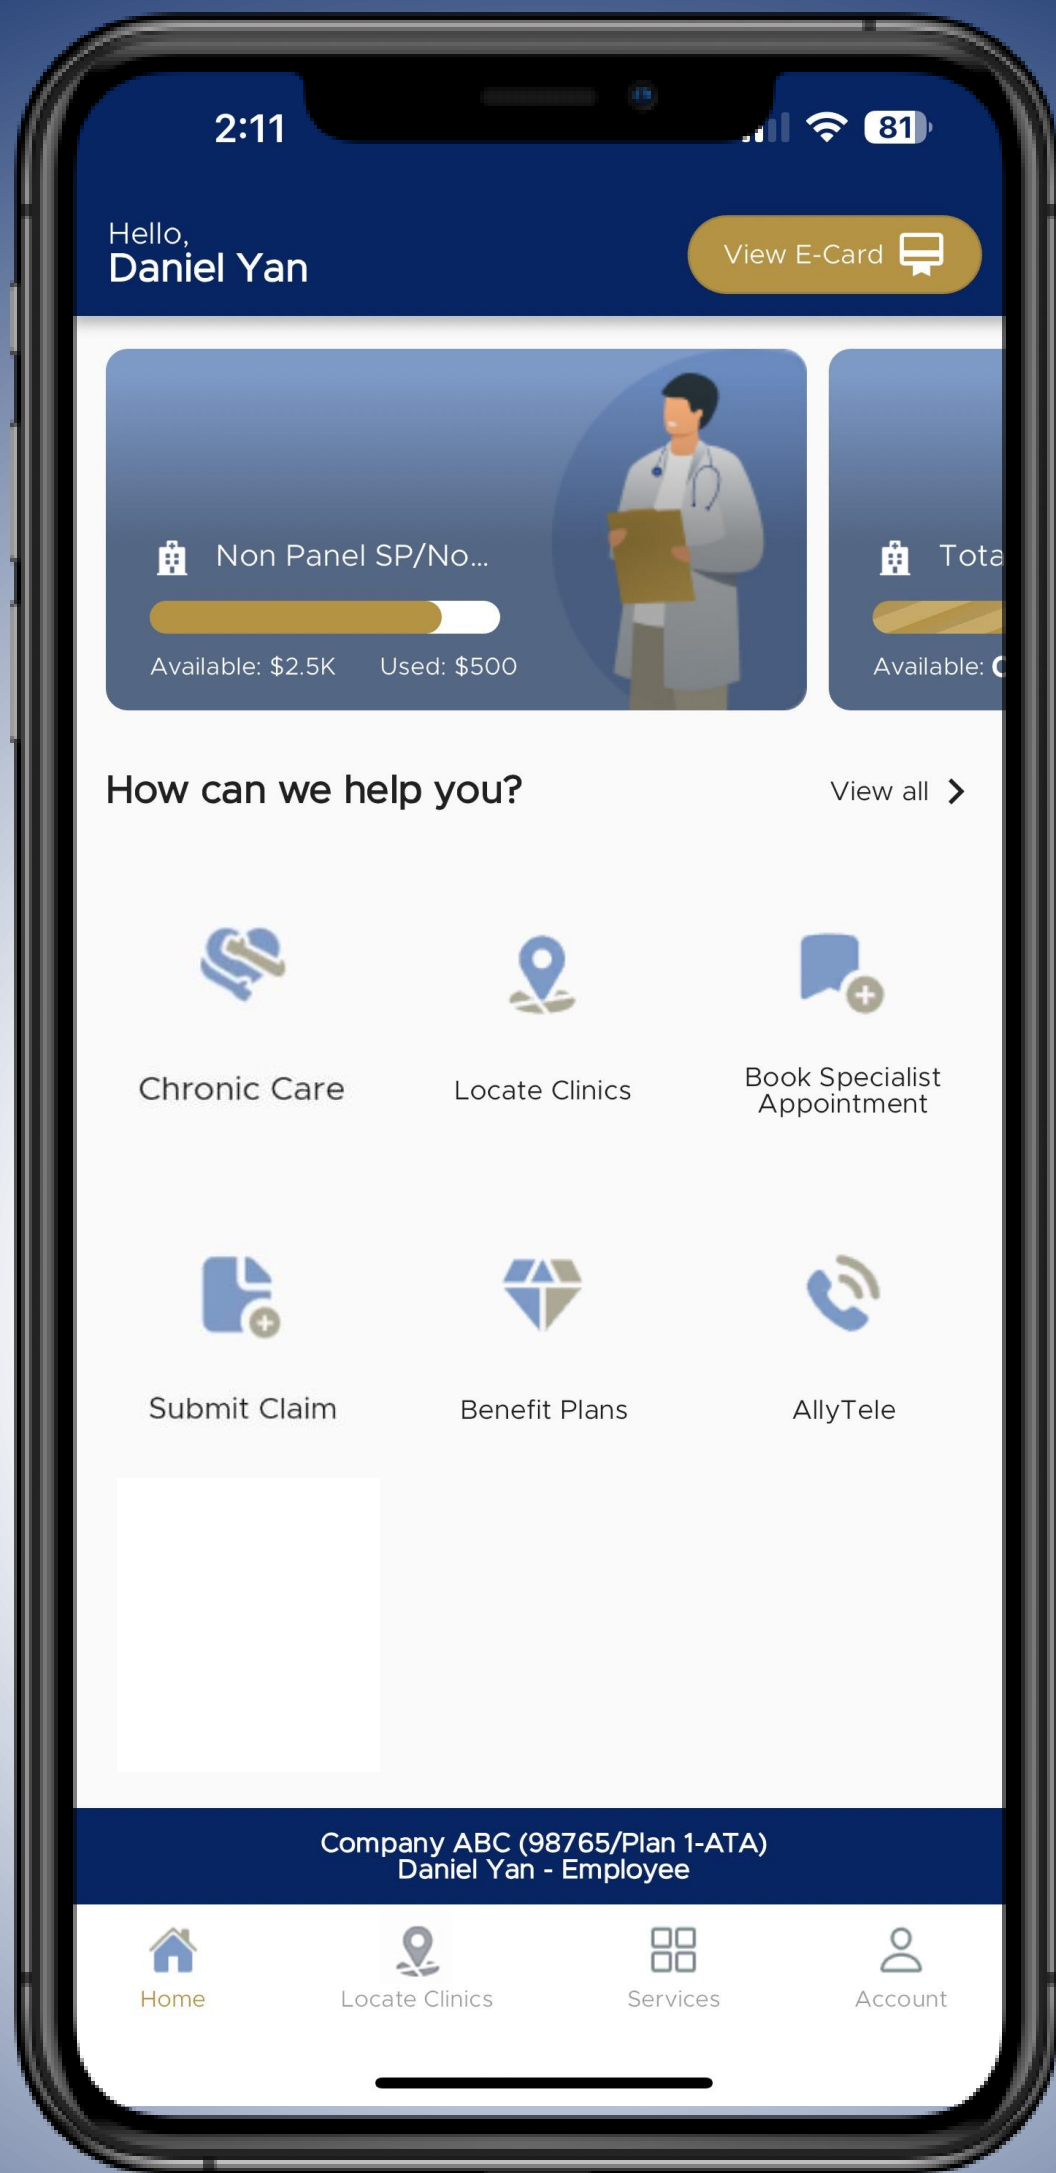 2:11
81
Hello,
Daniel Yan
View E-Card
Non Panel SP/No...
Available: $2.5K Used: $500
Tota
Available:
How can we help you?
View all
Chronic Care
Locate Clinics
Book Specialist
Appointment
Submit Claim
Benefit Plans
AllyTele
Company ABC (98765/Plan 1-ATA)
Daniel Yan - Employee
Home
Locate Clinics
Services
Account